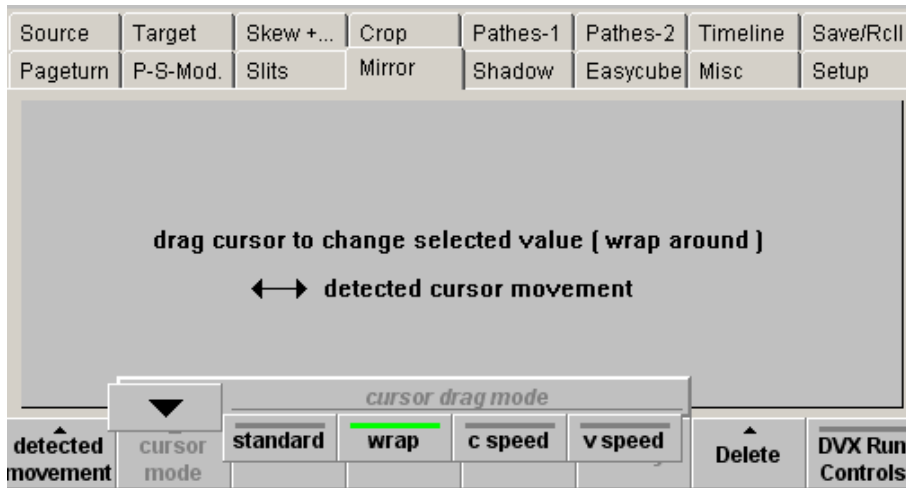 Source Target Skew +... Crop Pathes-1 Pathes-2 Timeline Save/Rcll
Pageturn P-S-Mod. Slits Mirror Shadow Easycube Misc Setup
drag cursor to change selected value ( wrap around )
detected cursor movement
cursor drag mode
detected movement cursor mode standard wrap c speed v speed Delete DVX Run Controls